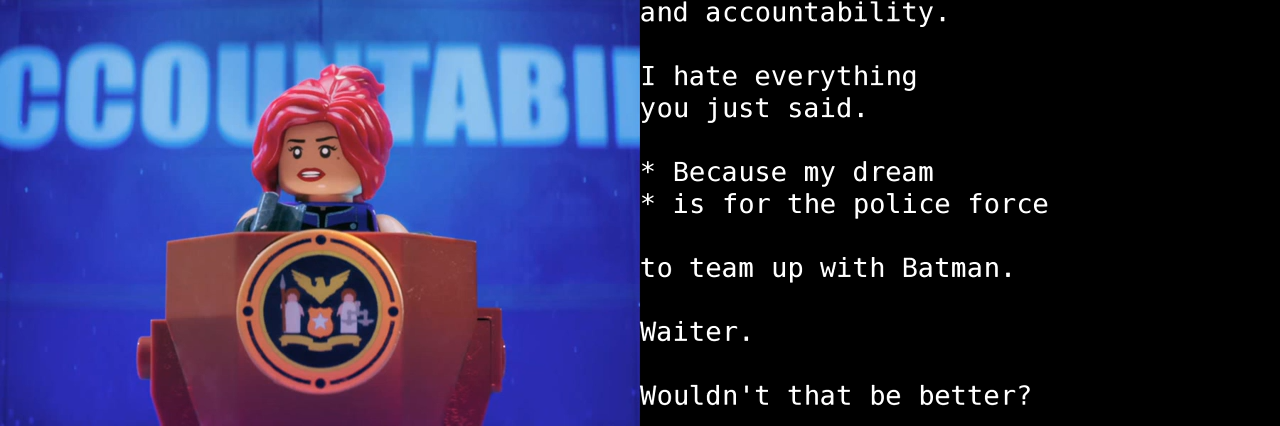 CCOUNTABI
and accountability.
I hate everything
you just said.
* Because my dream
* is for the police force
to team up with Batman.
Waiter.
Wouldn't that be better?